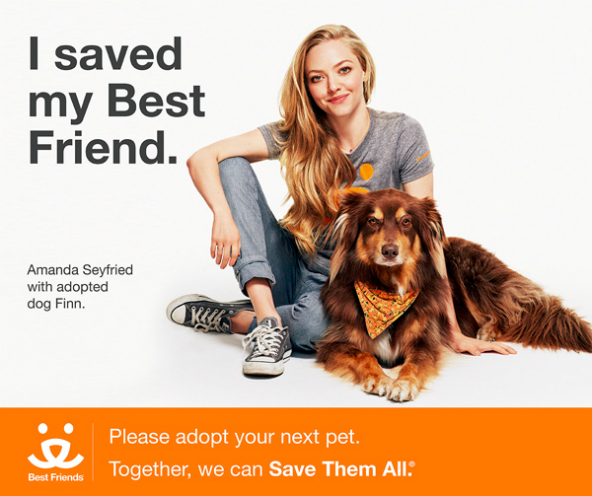 I saved
my Best
Friend.
Amanda Seyfried
with adopted
dog Finn.
Please adopt your next pet.
Together, we can Save Them All.®
Best Friends